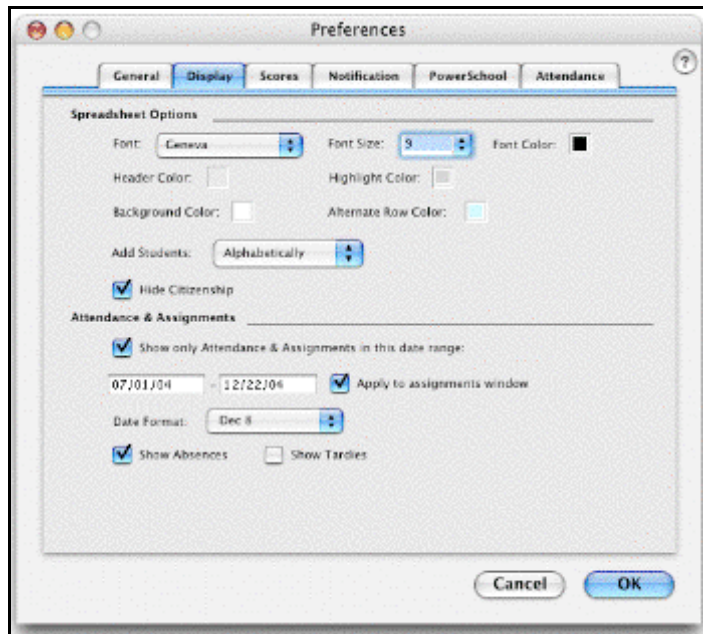 Preferences
?
General Display Scores Notification PowerSchool Attendance
Spreadsheet Options
Font: Geneva Font Size: 9 Font Color:
Header Color: Highlight Color:
Background Color: Alternate Row Color:
Add Students: Alphabetically
Hide Citizenship
Attendance & Assignments
Show only Attendance & Assignments in this date range:
07/01/04 - 12/22/04 Apply to assignments window
Date Format: Dec 8
Show Absences Show Tardies
Cancel OK